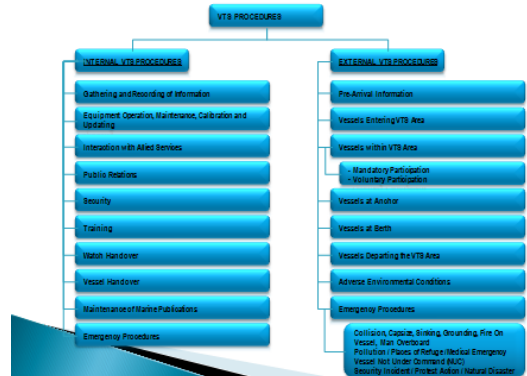 VTS PROCEDURES
INTERNAL VTS PROCEDURES
Gathering and Recording of Information
Equipment Operation, Maintenance, Calibration and
Updating
Interaction with Allied Services
Public Relations
Security
Training
Watch Handover
Vessel Handover
Maintenance of Marine Publications
Emergency Procedures
EXTERNAL VTS PROCEDURES
Pre-Arrival Information
Vessels Entering VTS Area
Vessels within VTS Area
- Mandatory Participation
- Voluntary Participation
Vessels at Anchor
Vessels at Berth
Vessels Departing the VTS Area
Adverse Environmental Conditions
Emergency Procedures
Collision, Capsize, Sinking, Grounding, Fire On
Vessel, Man Overboard
Pollution / Places of Refuge /Medical Emergency
Vessel Not Under Command (NUC)
Security Incident / Protest Action / Natural Disaster